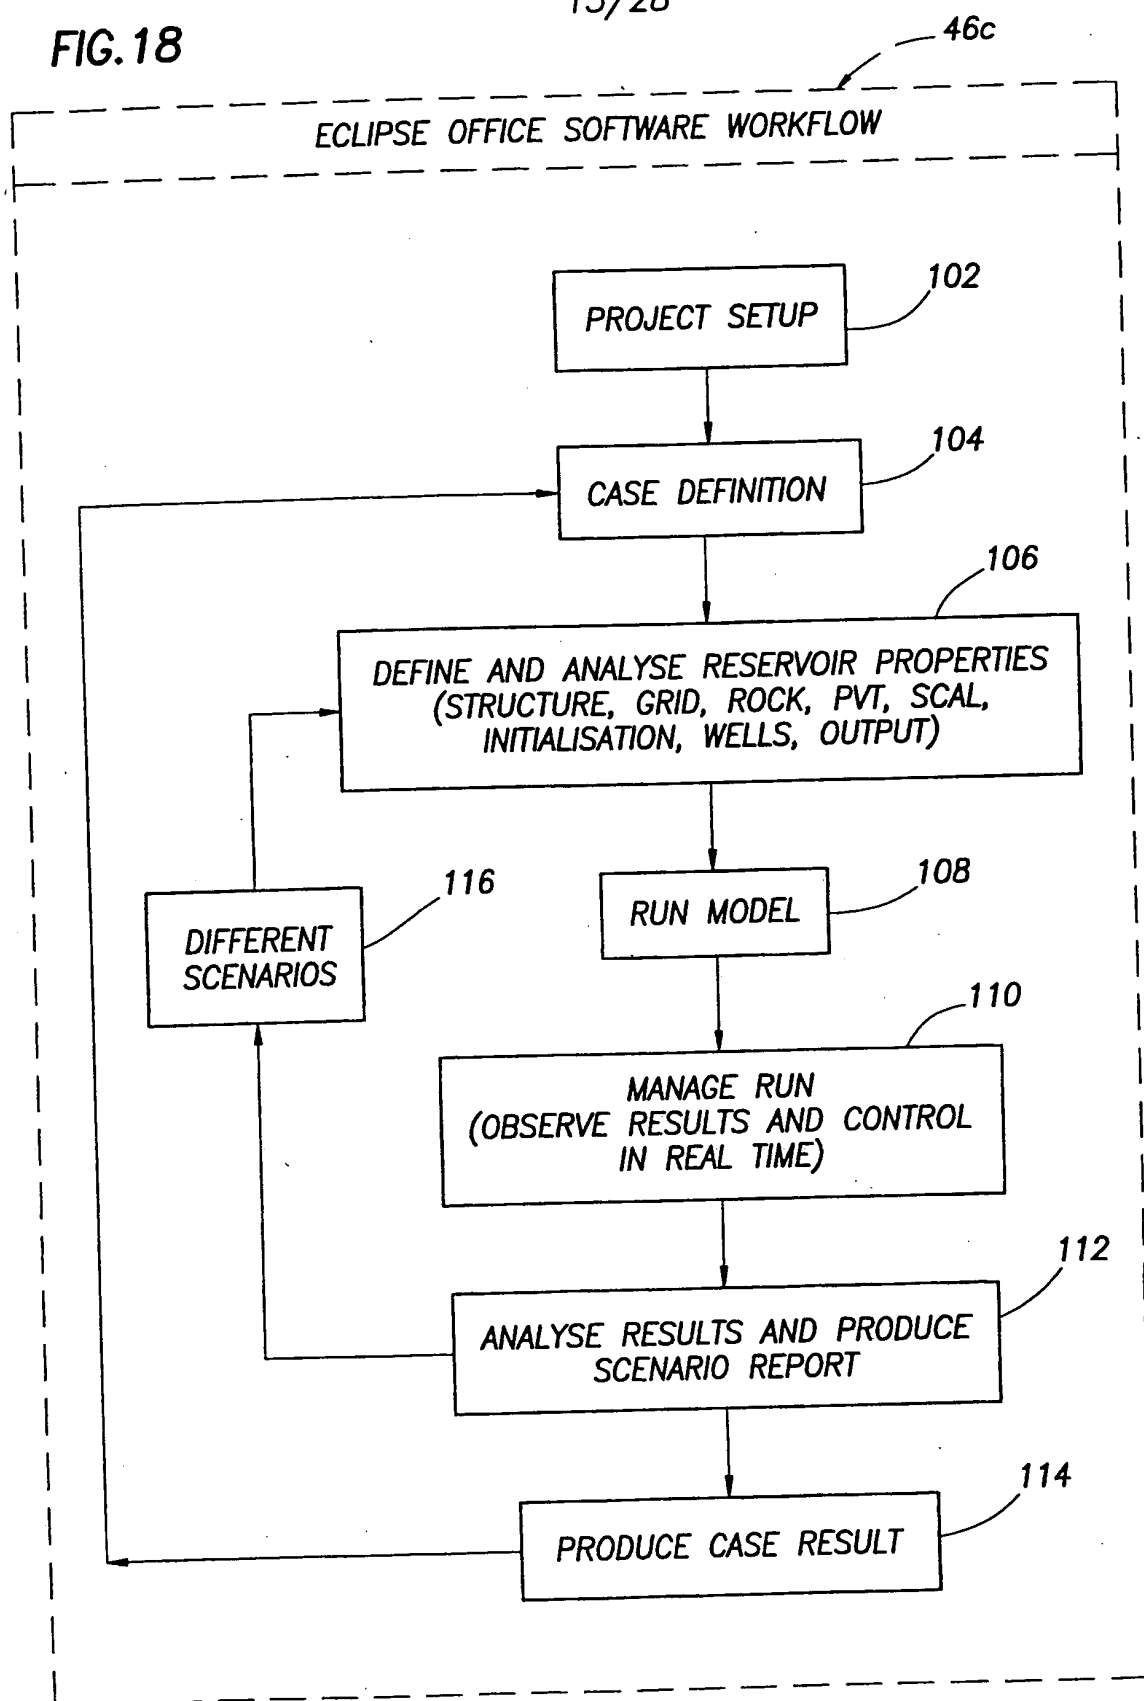 15/28
FIG.18
46c
ECLIPSE OFFICE SOFTWARE WORKFLOW
PROJECT SETUP
102
CASE DEFINITION
104
106
DEFINE AND ANALYSE RESERVOIR PROPERTIES
(STRUCTURE, GRID, ROCK, PVT, SCAL,
INITIALISATION, WELLS, OUTPUT)
116
DIFFERENT
SCENARIOS
108
RUN MODEL
110
MANAGE RUN
(OBSERVE RESULTS AND CONTROL
IN REAL TIME)
112
ANALYSE RESULTS AND PRODUCE
SCENARIO REPORT
114
PRODUCE CASE RESULT